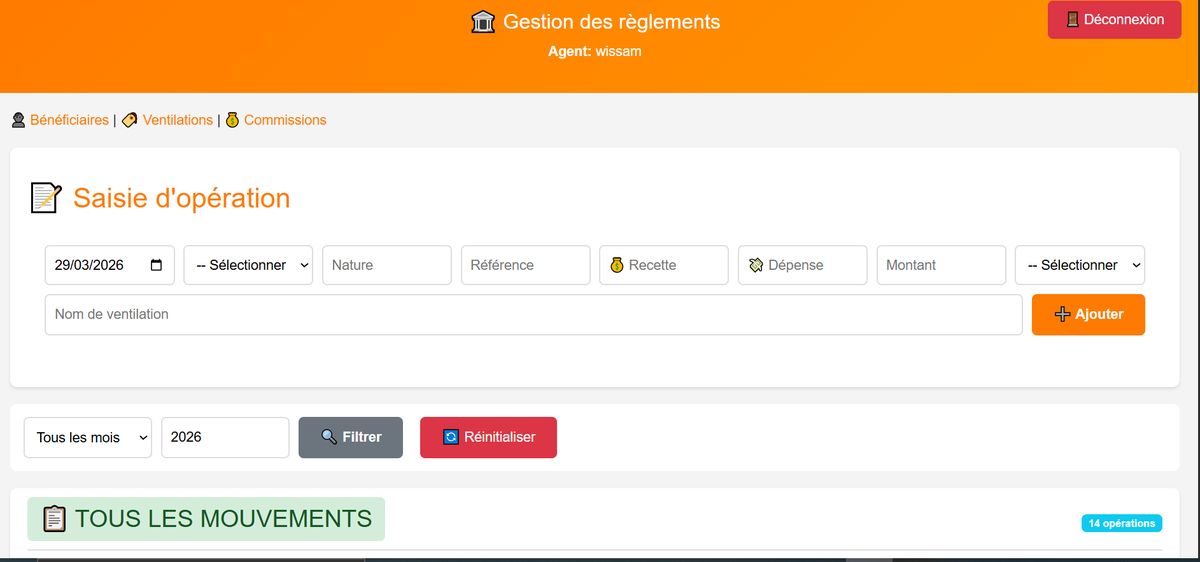 Gestion des règlements
Déconnexion
Agent: wissam
Bénéficiaires | Ventilations | Commissions
Saisie d'opération
29/03/2026 -- Sélectionner Nature Référence Recette Dépense Montant -- Sélectionner
Nom de ventilation Ajouter
Tous les mois 2026 Filtrer Réinitialiser
TOUS LES MOUVEMENTS
14 opérations